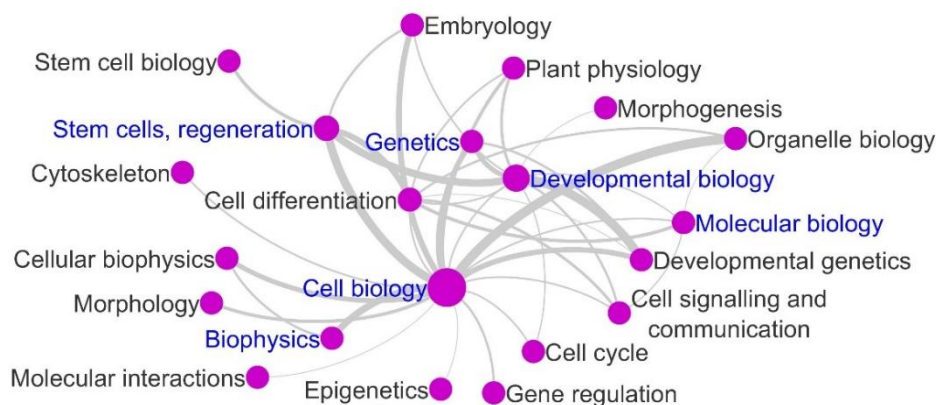 Embryology
Stem cell biology
Plant physiology
Morphogenesis
Stem cells, regeneration
Genetics
Organelle biology
Cytoskeleton
Developmental biology
Cell differentiation
Molecular biology
Cellular biophysics
Developmental genetics
Cell biology
Morphology
Cell signalling and
communication
Biophysics
Cell cycle
Molecular interactions
Epigenetics
Gene regulation